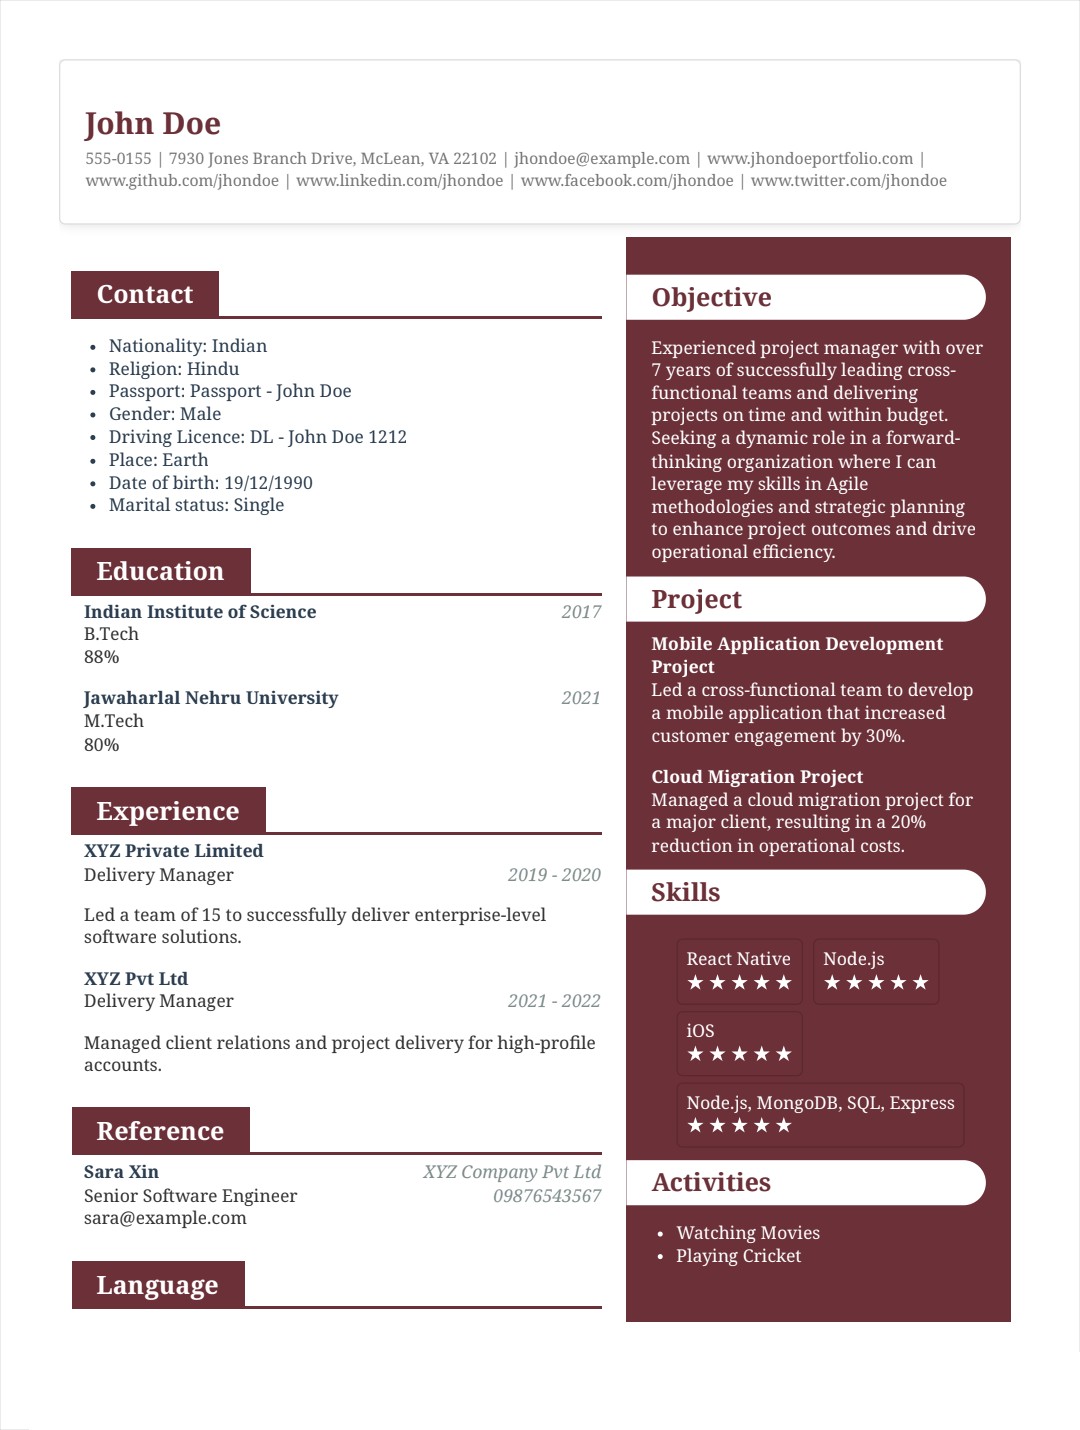 John Doe
555-0155 | 7930 Jones Branch Drive, McLean, VA 22102 | jhondoe@example.com | www.jhondoeportfolio.com |
www.github.com/jhondoe | www.linkedin.com/jhondoe | www.facebook.com/jhondoe | www.twitter.com/jhondoe
Contact
• Nationality: Indian
• Religion: Hindu
• Passport: Passport - John Doe
• Gender: Male
• Driving Licence: DL - John Doe 1212
• Place: Earth
• Date of birth: 19/12/1990
• Marital status: Single
Education
Indian Institute of Science 2017
B.Tech
88%
Jawaharlal Nehru University 2021
M.Tech
80%
Experience
XYZ Private Limited
Delivery Manager 2019 - 2020
Led a team of 15 to successfully deliver enterprise-level
software solutions.
XYZ Pvt Ltd
Delivery Manager 2021 - 2022
Managed client relations and project delivery for high-profile
accounts.
Reference
Sara Xin XYZ Company Pvt Ltd
Senior Software Engineer 09876543567
sara@example.com
Language
Objective
Experienced project manager with over
7 years of successfully leading cross-
functional teams and delivering
projects on time and within budget.
Seeking a dynamic role in a forward-
thinking organization where I can
leverage my skills in Agile
methodologies and strategic planning
to enhance project outcomes and drive
operational efficiency.
Project
Mobile Application Development
Project
Led a cross-functional team to develop
a mobile application that increased
customer engagement by 30%.
Cloud Migration Project
Managed a cloud migration project for
a major client, resulting in a 20%
reduction in operational costs.
Skills
React Native Node.js
★★★★★ ★★★★★
iOS
★★★★★
Node.js, MongoDB, SQL, Express
★★★★★
Activities
• Watching Movies
• Playing Cricket